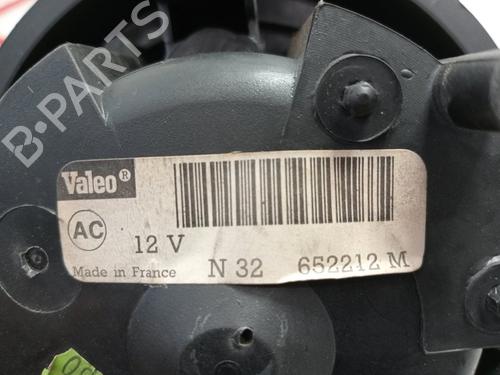 B-PARTS
Valeo®
AC
12 V
Made in France
N 32 652212 M